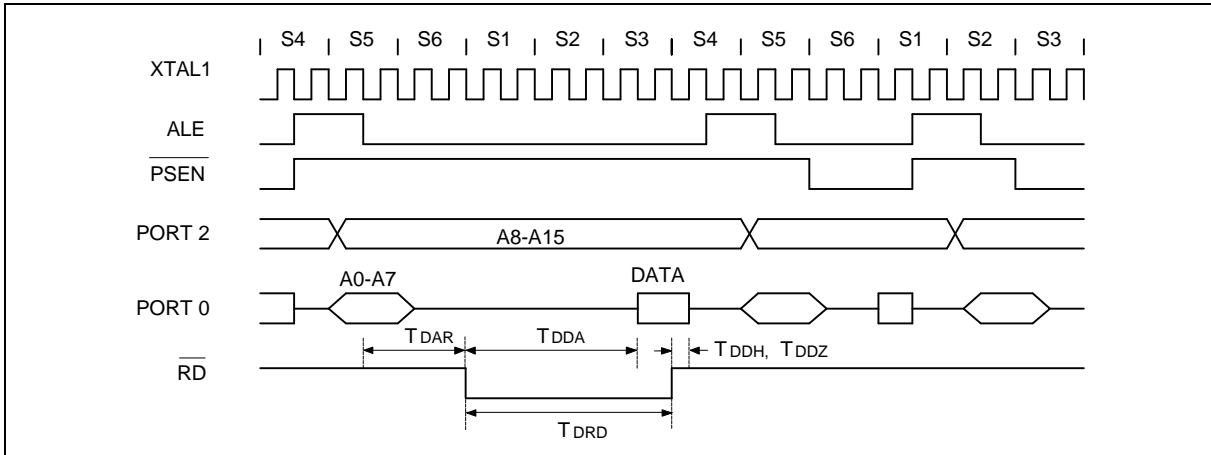 S4 S5 S6 S1 S2 S3 S4 S5 S6 S1 S2 S3
XTAL1
ALE
PSEN
PORT 2
A8-A15
A0-A7
DATA
PORT 0
TDAR
TDDA
TDDH, TDDZ
RD
TDRD